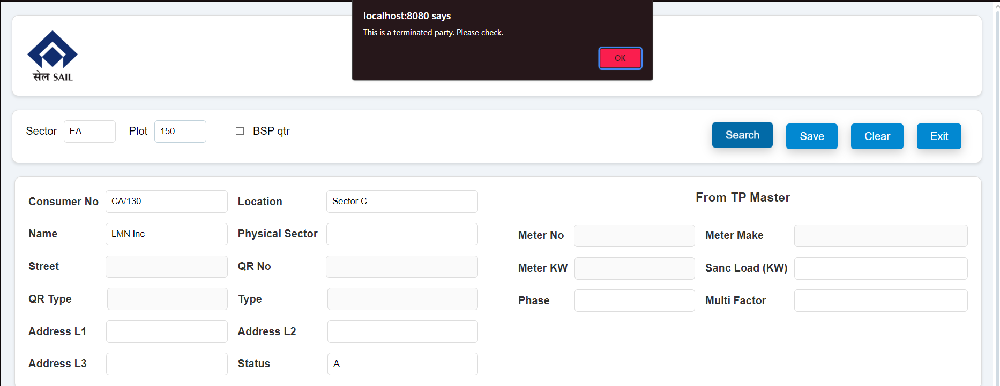 localhost:8080 says
This is a terminated party. Please check.
OK
सेल SAIL
Sector EA Plot 150 BSP qtr Search Save Clear Exit
Consumer No CA/130 Location Sector C
Name LMN Inc Physical Sector
Street QR No
QR Type Type
Address L1 Address L2
Address L3 Status A
From TP Master
Meter No Meter Make
Meter KW Sanc Load (KW)
Phase Multi Factor